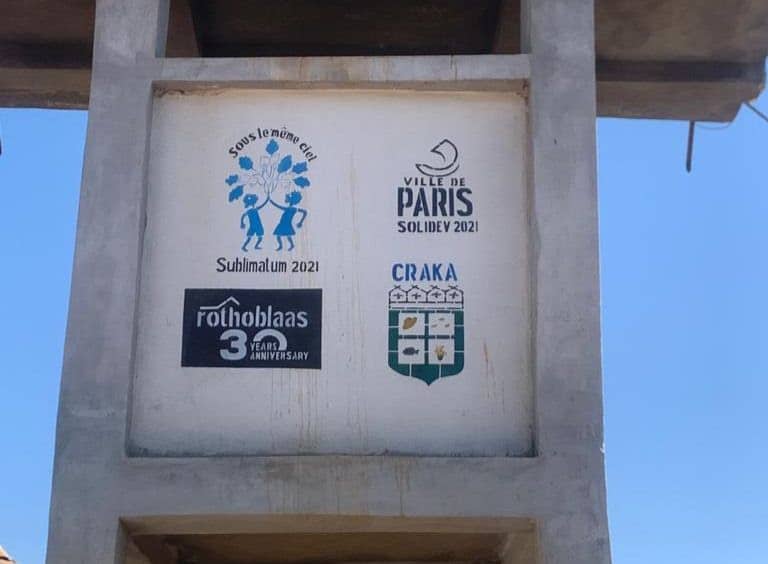 Sous le même ciel
Sublimatum 2021
VILLE DE
PARIS
SOLIDEV 2021
rothoblaas
30 YEARS
ANNIVERSARY
CRAKA